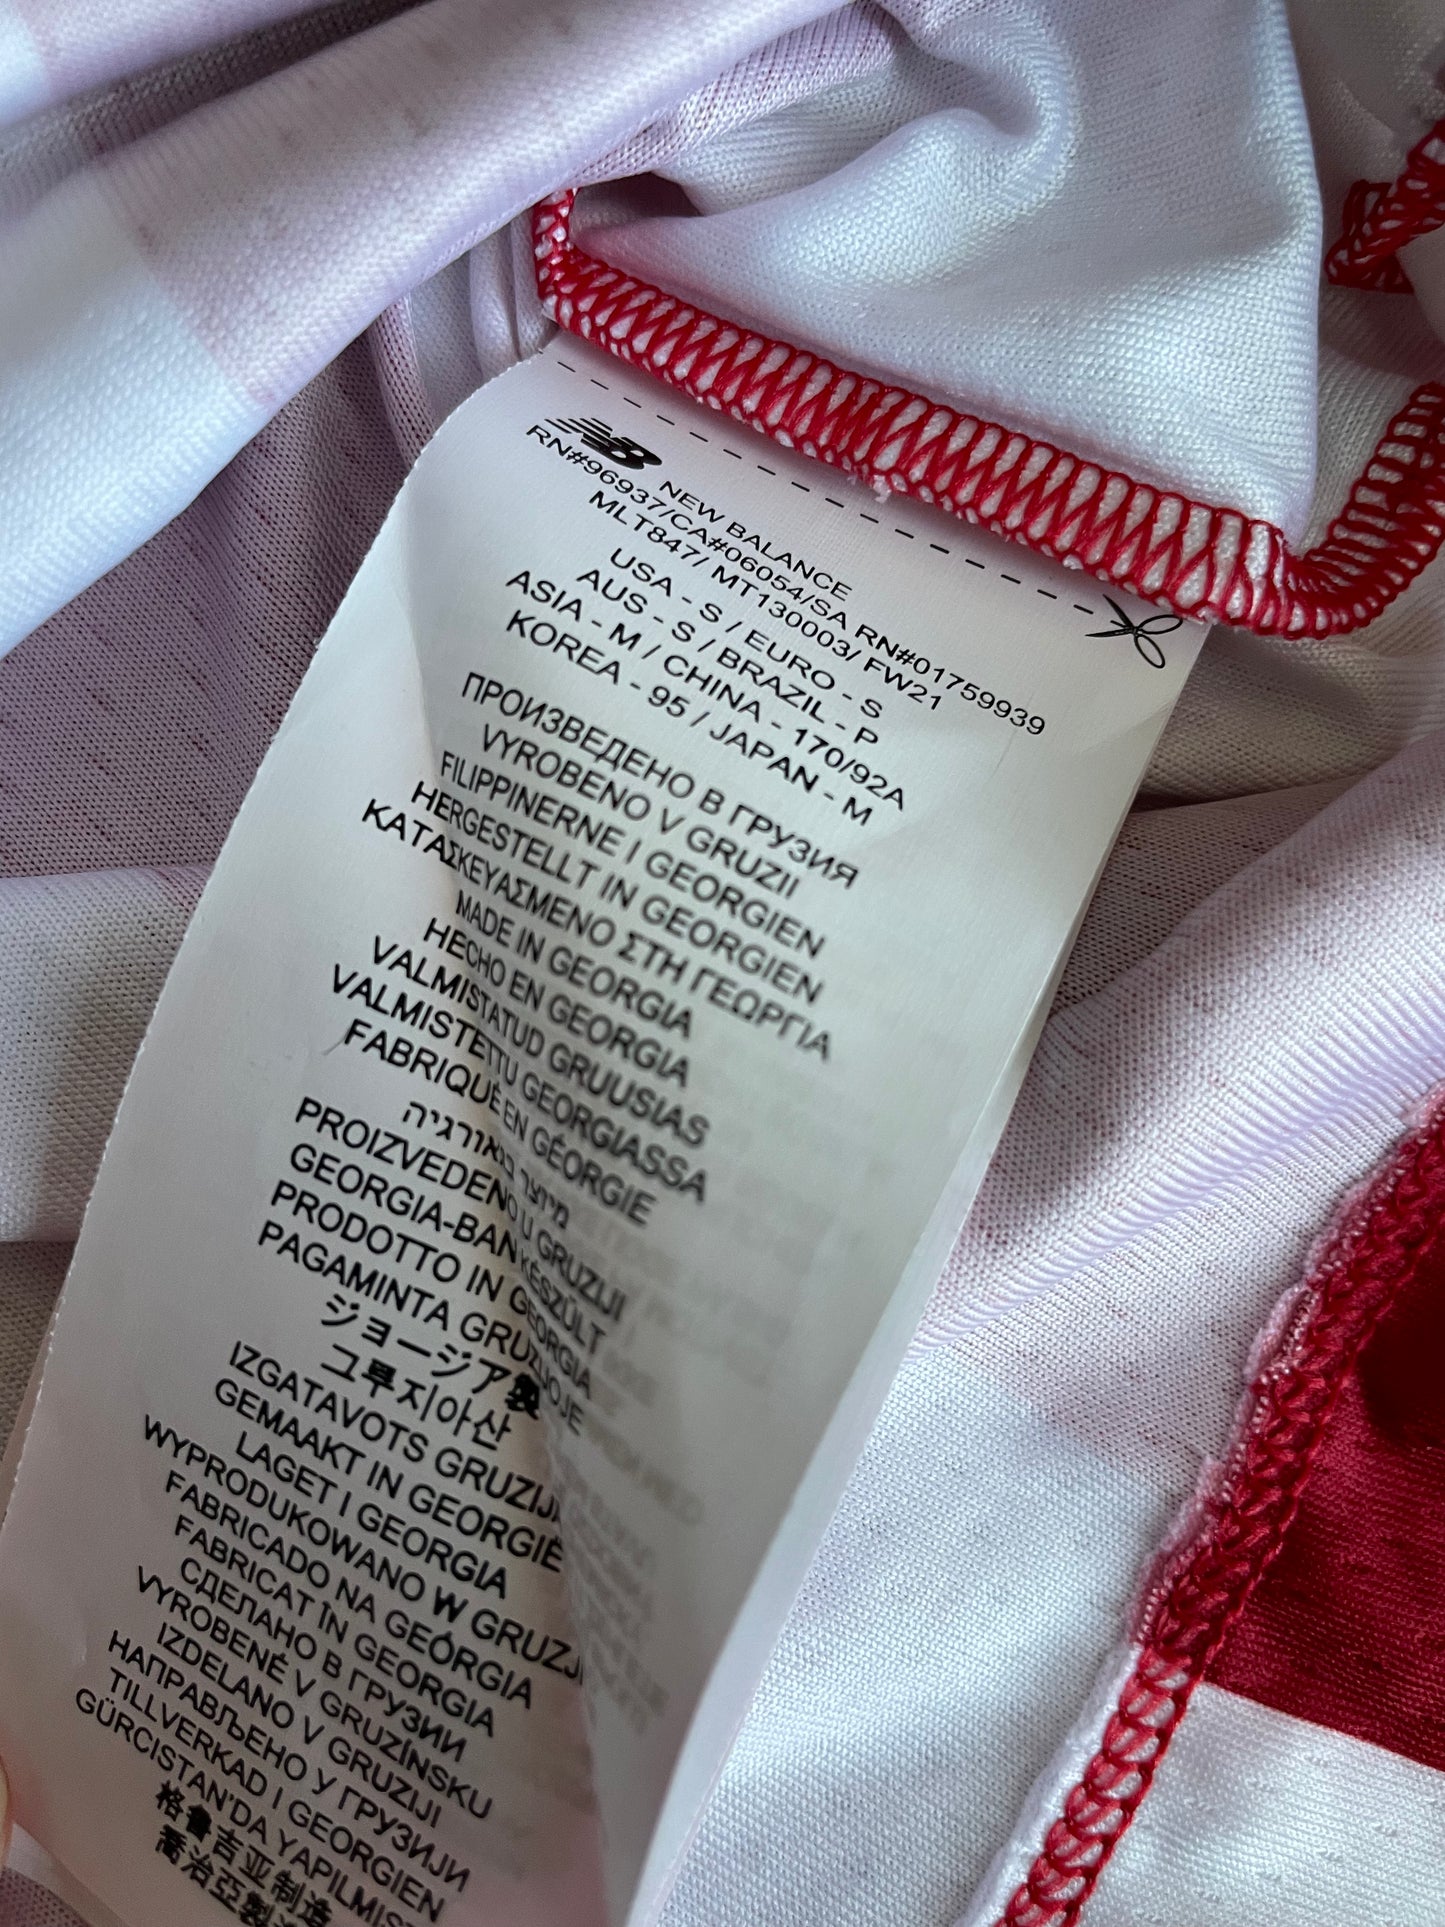 NEW BALANCE
RN#96937/CA#06054/SA RN#01759939
MLT847/ MT130003/ FW21
USA - S / EURO - S
AUS - S / BRAZIL - P
ASIA - M / CHINA - 170/92A
KOREA - 95 / JAPAN - M
ПРОИЗВЕДЕНО В ГРУЗИЯ
VYROBENO V GRUZII
FILIPPINERNE I GEORGIEN
HERGESTELLT IN GEORGIEN
ΚΑΤΑΣΚΕΥΑΣΜΕΝΟ ΣΤΗ ΓΕΩΡΓΙΑ
MADE IN GEORGIA
HECHO EN GEORGIA
VALMISTATUD GRUUSIAS
VALMISTETTU GEORGIASSA
FABRIQUÉ EN GÉORGIE
מיוצר בגאורגיה
PROIZVEDENO U GRUZIJI
GEORGIA-BAN KÉSZÜLT
PRODOTTO IN GEORGIA
PAGAMINTA GRUZIJOJE
ジョージア製
그루지아산
IZGATAVOTS GRUZIJ
GEMAAKT IN GEORGIË
LAGET I GEORGIA
WYPRODUKOWANO W GRUZJI
FABRICADO NA GEÓRGIA
FABRICAT ÎN GEORGIA
СДЕЛАНО В ГРУЗИИ
VYROBENÉ V GRUZÍNSKU
IZDELANO V GRUZIJI
НАПРАВЉЕНО У ГРУЗИЈИ
TILLVERKAD I GEORGIEN
GÜRCISTAN'DA YAPILMIŞ
格鲁吉亚制造
喬治亞製